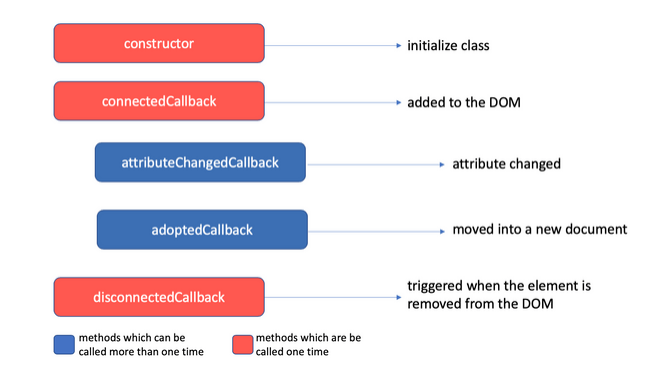 constructor
initialize class
connectedCallback
added to the DOM
attributeChangedCallback
attribute changed
adoptedCallback
moved into a new document
disconnectedCallback
triggered when the element is
removed from the DOM
methods which can be
called more than one time
methods which are be
called one time